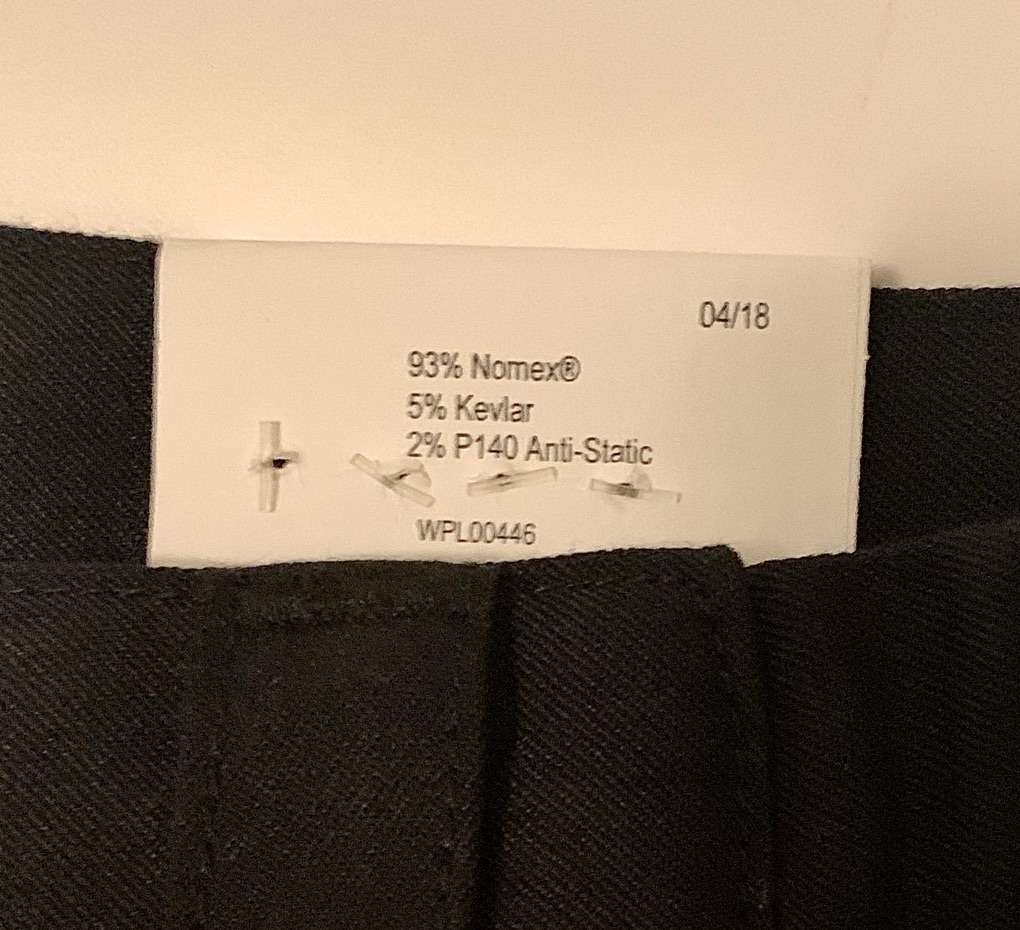 04/18
93% Nomex®
5% Kevlar
2% P140 Anti-Static
WPL00446